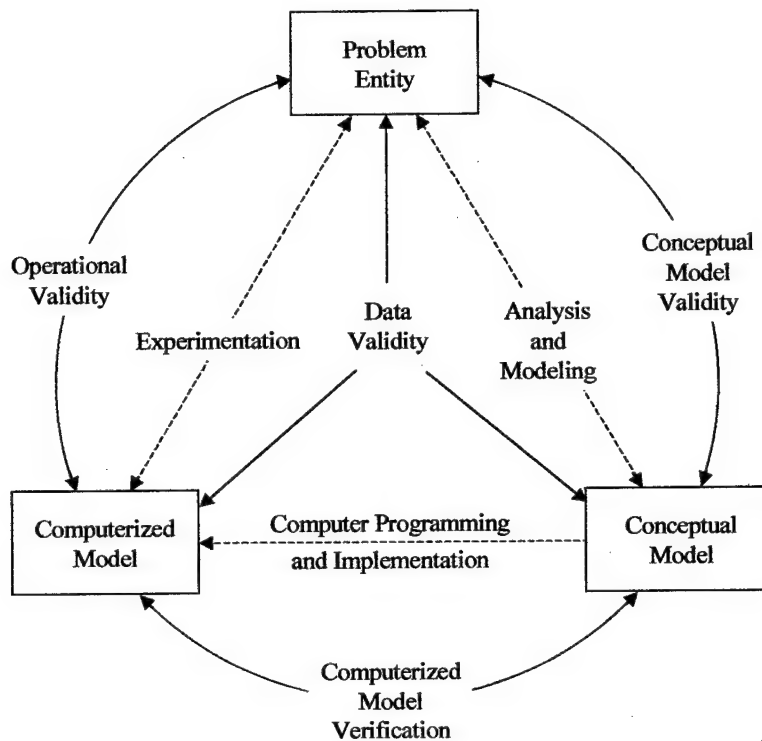 Problem
Entity
Operational
Validity
Conceptual
Model
Validity
Experimentation
Data
Validity
Analysis
and
Modeling
Computerized
Model
Computer Programming
and Implementation
Conceptual
Model
Computerized
Model
Verification